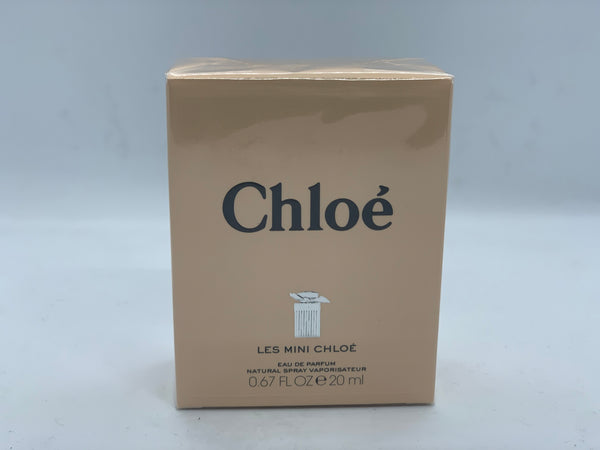 Chloé
LES MINI CHLOÉ
EAU DE PARFUM
NATURAL SPRAY VAPORISATEUR
0.67 FL OZ ℮ 20 ml